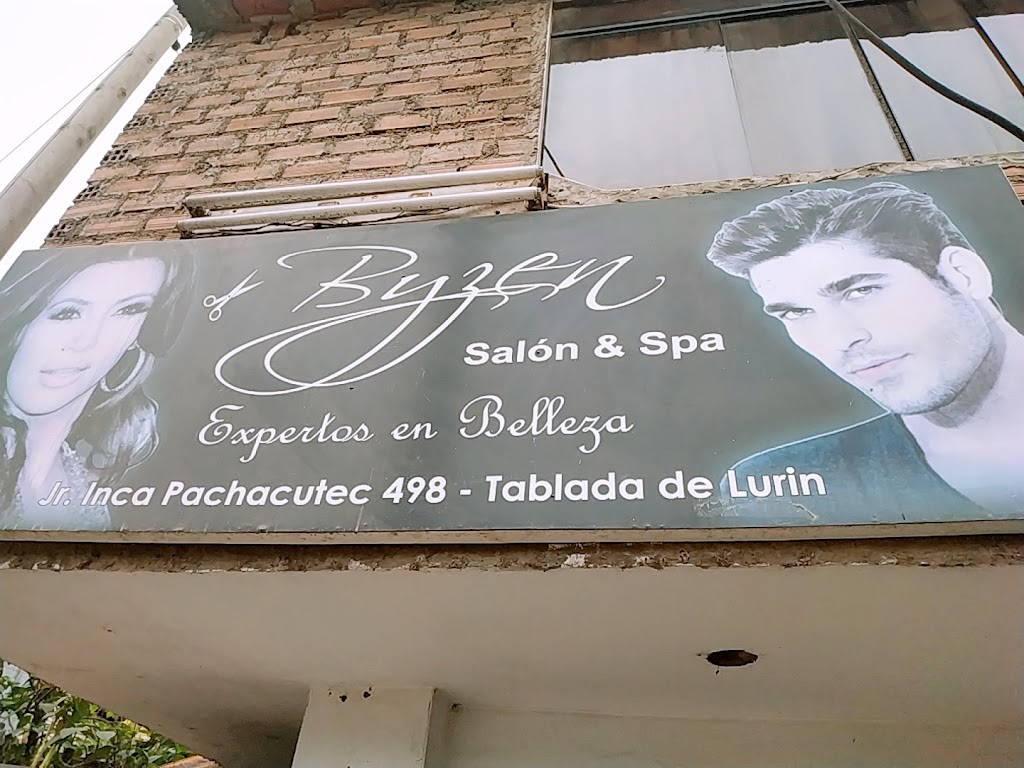 Byzen
Salón & Spa
Expertos en Belleza
Jr. Inca Pachacutec 498 - Tablada de Lurin